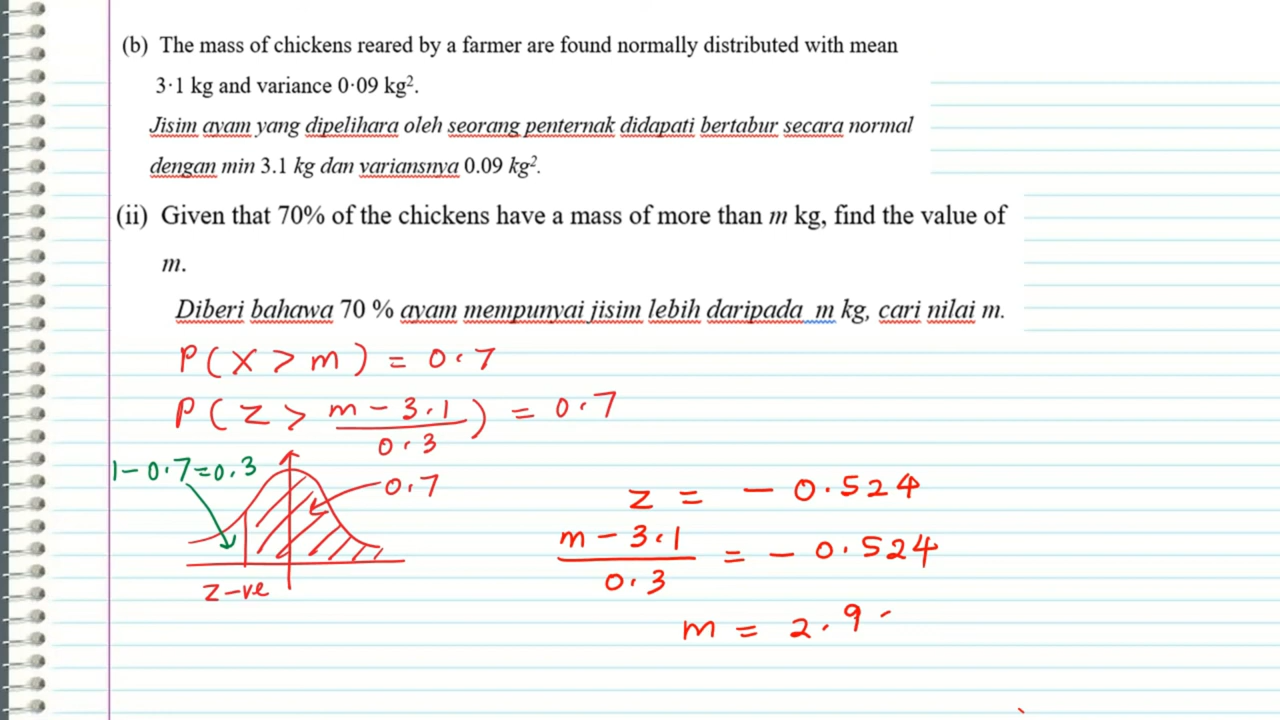 (b) The mass of chickens reared by a farmer are found normally distributed with mean
3·1 kg and variance 0·09 kg².
Jisim ayam yang dipelihara oleh seorang penternak didapati bertabur secara normal
dengan min 3.1 kg dan variansnya 0.09 kg².
(ii) Given that 70% of the chickens have a mass of more than m kg, find the value of
m.
Diberi bahawa 70 % ayam mempunyai jisim lebih daripada m kg, cari nilai m.
P(X > m) = 0.7
P(Z > (m - 3.1)/0.3) = 0.7
1-0.7=0.3
0.7
Z-ve
z = - 0.524
(m - 3.1)/0.3 = - 0.524
m = 2.9